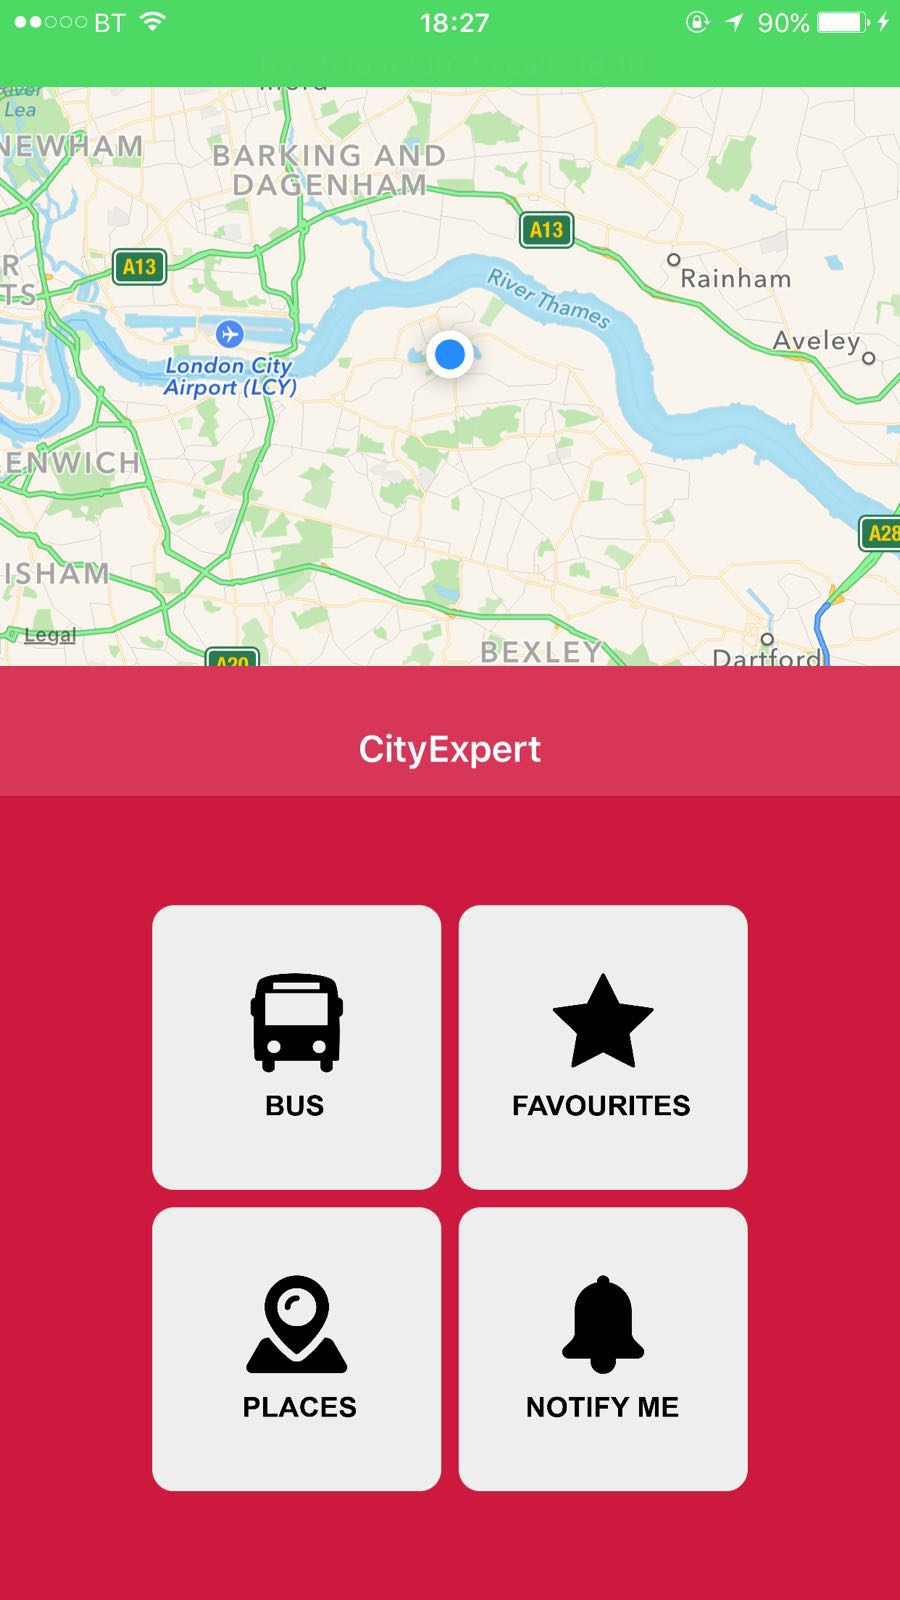 BT
18:27
90%
River
Lea
NEWHAM
BARKING AND
DAGENHAM
A13
A13
River Thames
Rainham
Aveley
London City
Airport (LCY)
ENWICH
A28
ISHAM
Legal
A20
BEXLEY
Dartford
CityExpert
BUS
FAVOURITES
PLACES
NOTIFY ME